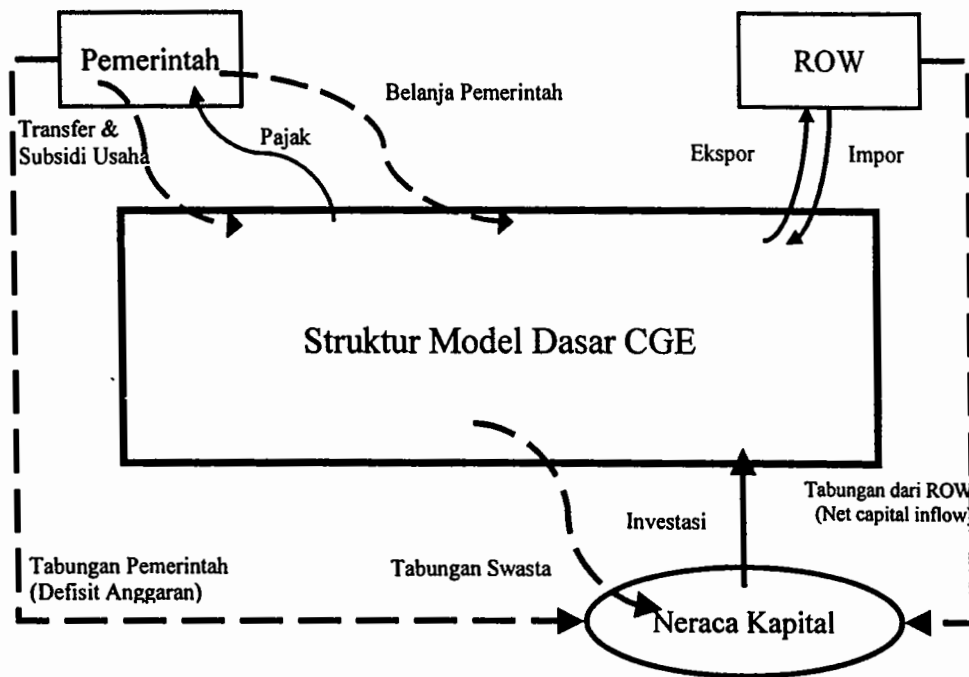 Pemerintah
ROW
Belanja Pemerintah
Transfer &
Subsidi Usaha
Pajak
Ekspor
Impor
Struktur Model Dasar CGE
Tabungan dari ROW
(Net capital inflow)
Investasi
Tabungan Pemerintah
(Defisit Anggaran)
Tabungan Swasta
Neraca Kapital